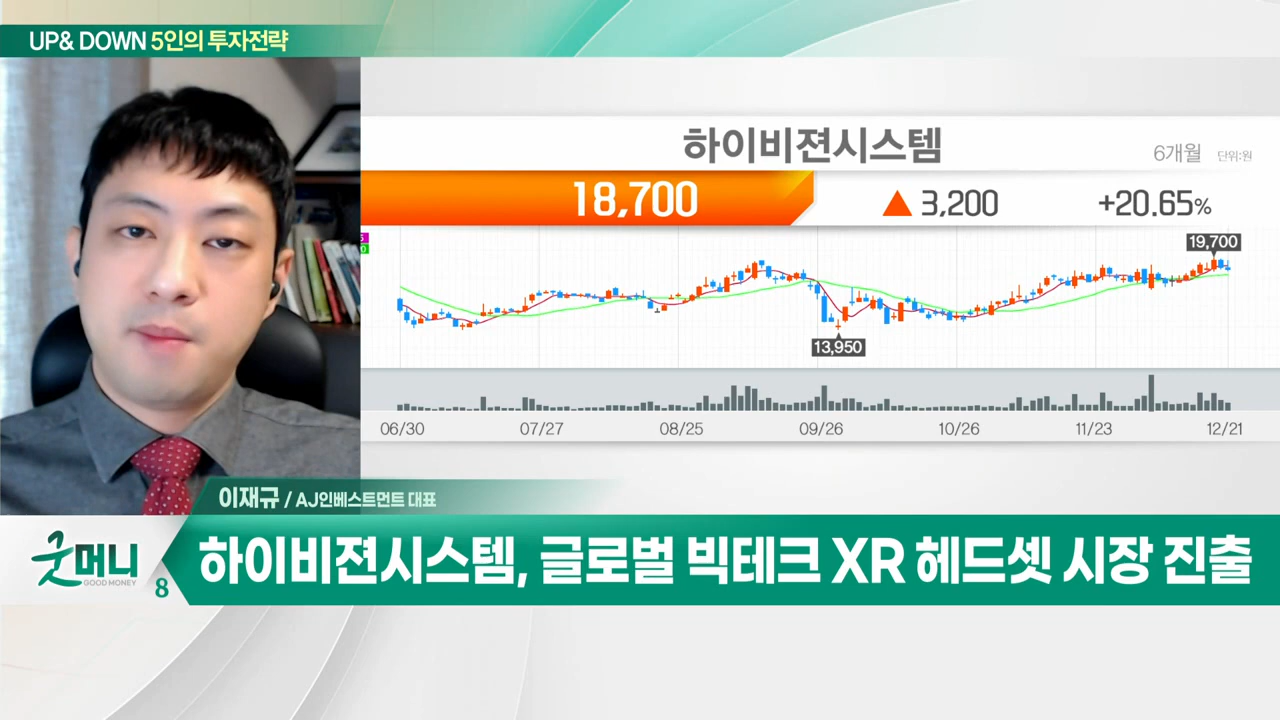 UP& DOWN 5인의 투자전략
하이비젼시스템
6개월 단위:원
18,700 ▲ 3,200 +20.65%
19,700
13,950
06/30 07/27 08/25 09/26 10/26 11/23 12/21
이재규 / AJ인베스트먼트 대표
굿머니
GOOD MONEY
8
하이비젼시스템, 글로벌 빅테크 XR 헤드셋 시장 진출